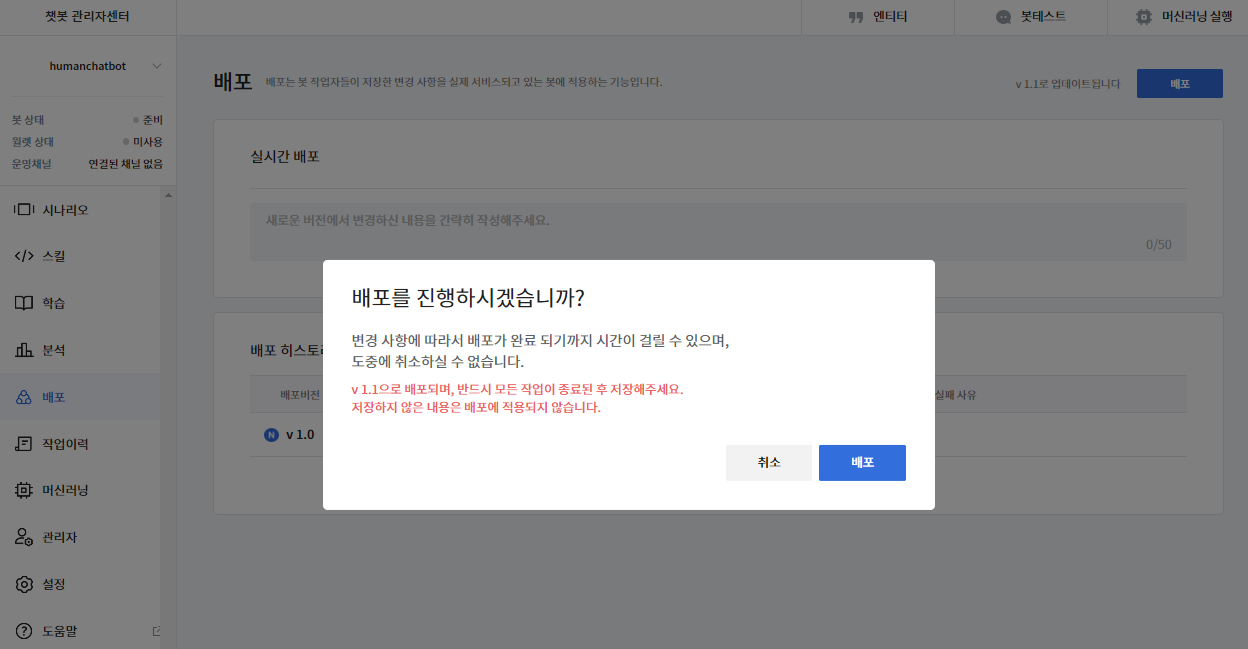 챗봇 관리자센터
엔티티
봇테스트
머신러닝 실행
humanchatbot
봇 상태
준비
월렛 상태
미사용
운영채널
연결된 채널 없음
시나리오
스킬
학습
분석
배포
작업이력
머신러닝
관리자
설정
도움말
배포
배포는 봇 작업자들이 저장한 변경 사항을 실제 서비스되고 있는 봇에 적용하는 기능입니다.
v 1.1로 업데이트됩니다
배포
실시간 배포
새로운 버전에서 변경하신 내용을 간략히 작성해주세요.
0/50
배포 히스토리
배포버전
실패 사유
N v 1.0
배포를 진행하시겠습니까?
변경 사항에 따라서 배포가 완료 되기까지 시간이 걸릴 수 있으며,
도중에 취소하실 수 없습니다.
v 1.1으로 배포되며, 반드시 모든 작업이 종료된 후 저장해주세요.
저장하지 않은 내용은 배포에 적용되지 않습니다.
취소
배포